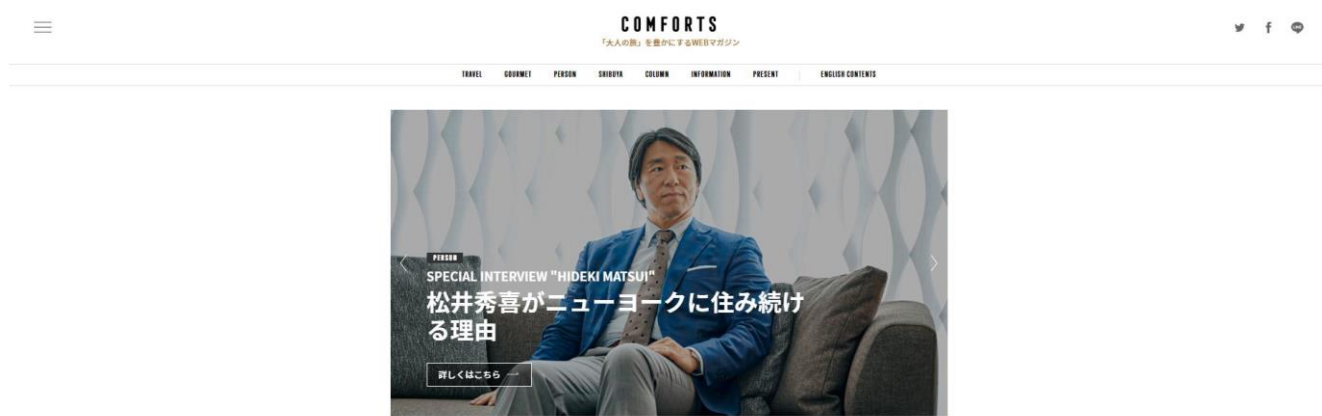 COMFORTS
「大人の旅」を豊かにするWEBマガジン
TRAVEL GOURMET PERSON SHIBUYA COLUMN INFORMATION PRESENT | ENGLISH CONTENTS
PERSON
SPECIAL INTERVIEW "HIDEKI MATSUI"
松井秀喜がニューヨークに住み続け
る理由
詳しくはこちら